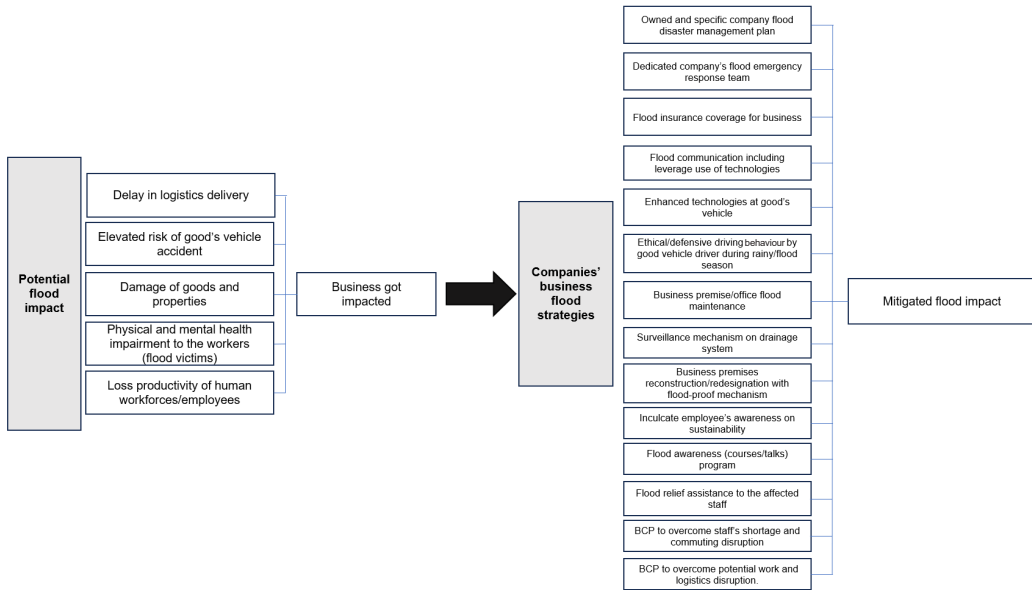 Potential
flood
impact
Delay in logistics delivery
Elevated risk of good's vehicle
accident
Damage of goods and
properties
Physical and mental health
impairment to the workers
(flood victims)
Loss productivity of human
workforces/employees
Business got
impacted
Companies'
business
flood
strategies
Owned and specific company flood
disaster management plan
Dedicated company's flood emergency
response team
Flood insurance coverage for business
Flood communication including
leverage use of technologies
Enhanced technologies at good's
vehicle
Ethical/defensive driving behaviour by
good vehicle driver during rainy/flood
season
Business premise/office flood
maintenance
Surveillance mechanism on drainage
system
Business premises
reconstruction/redesignation with
flood-proof mechanism
Inculcate employee's awareness on
sustainability
Flood awareness (courses/talks)
program
Flood relief assistance to the affected
staff
BCP to overcome staff's shortage and
commuting disruption
BCP to overcome potential work and
logistics disruption.
Mitigated flood impact